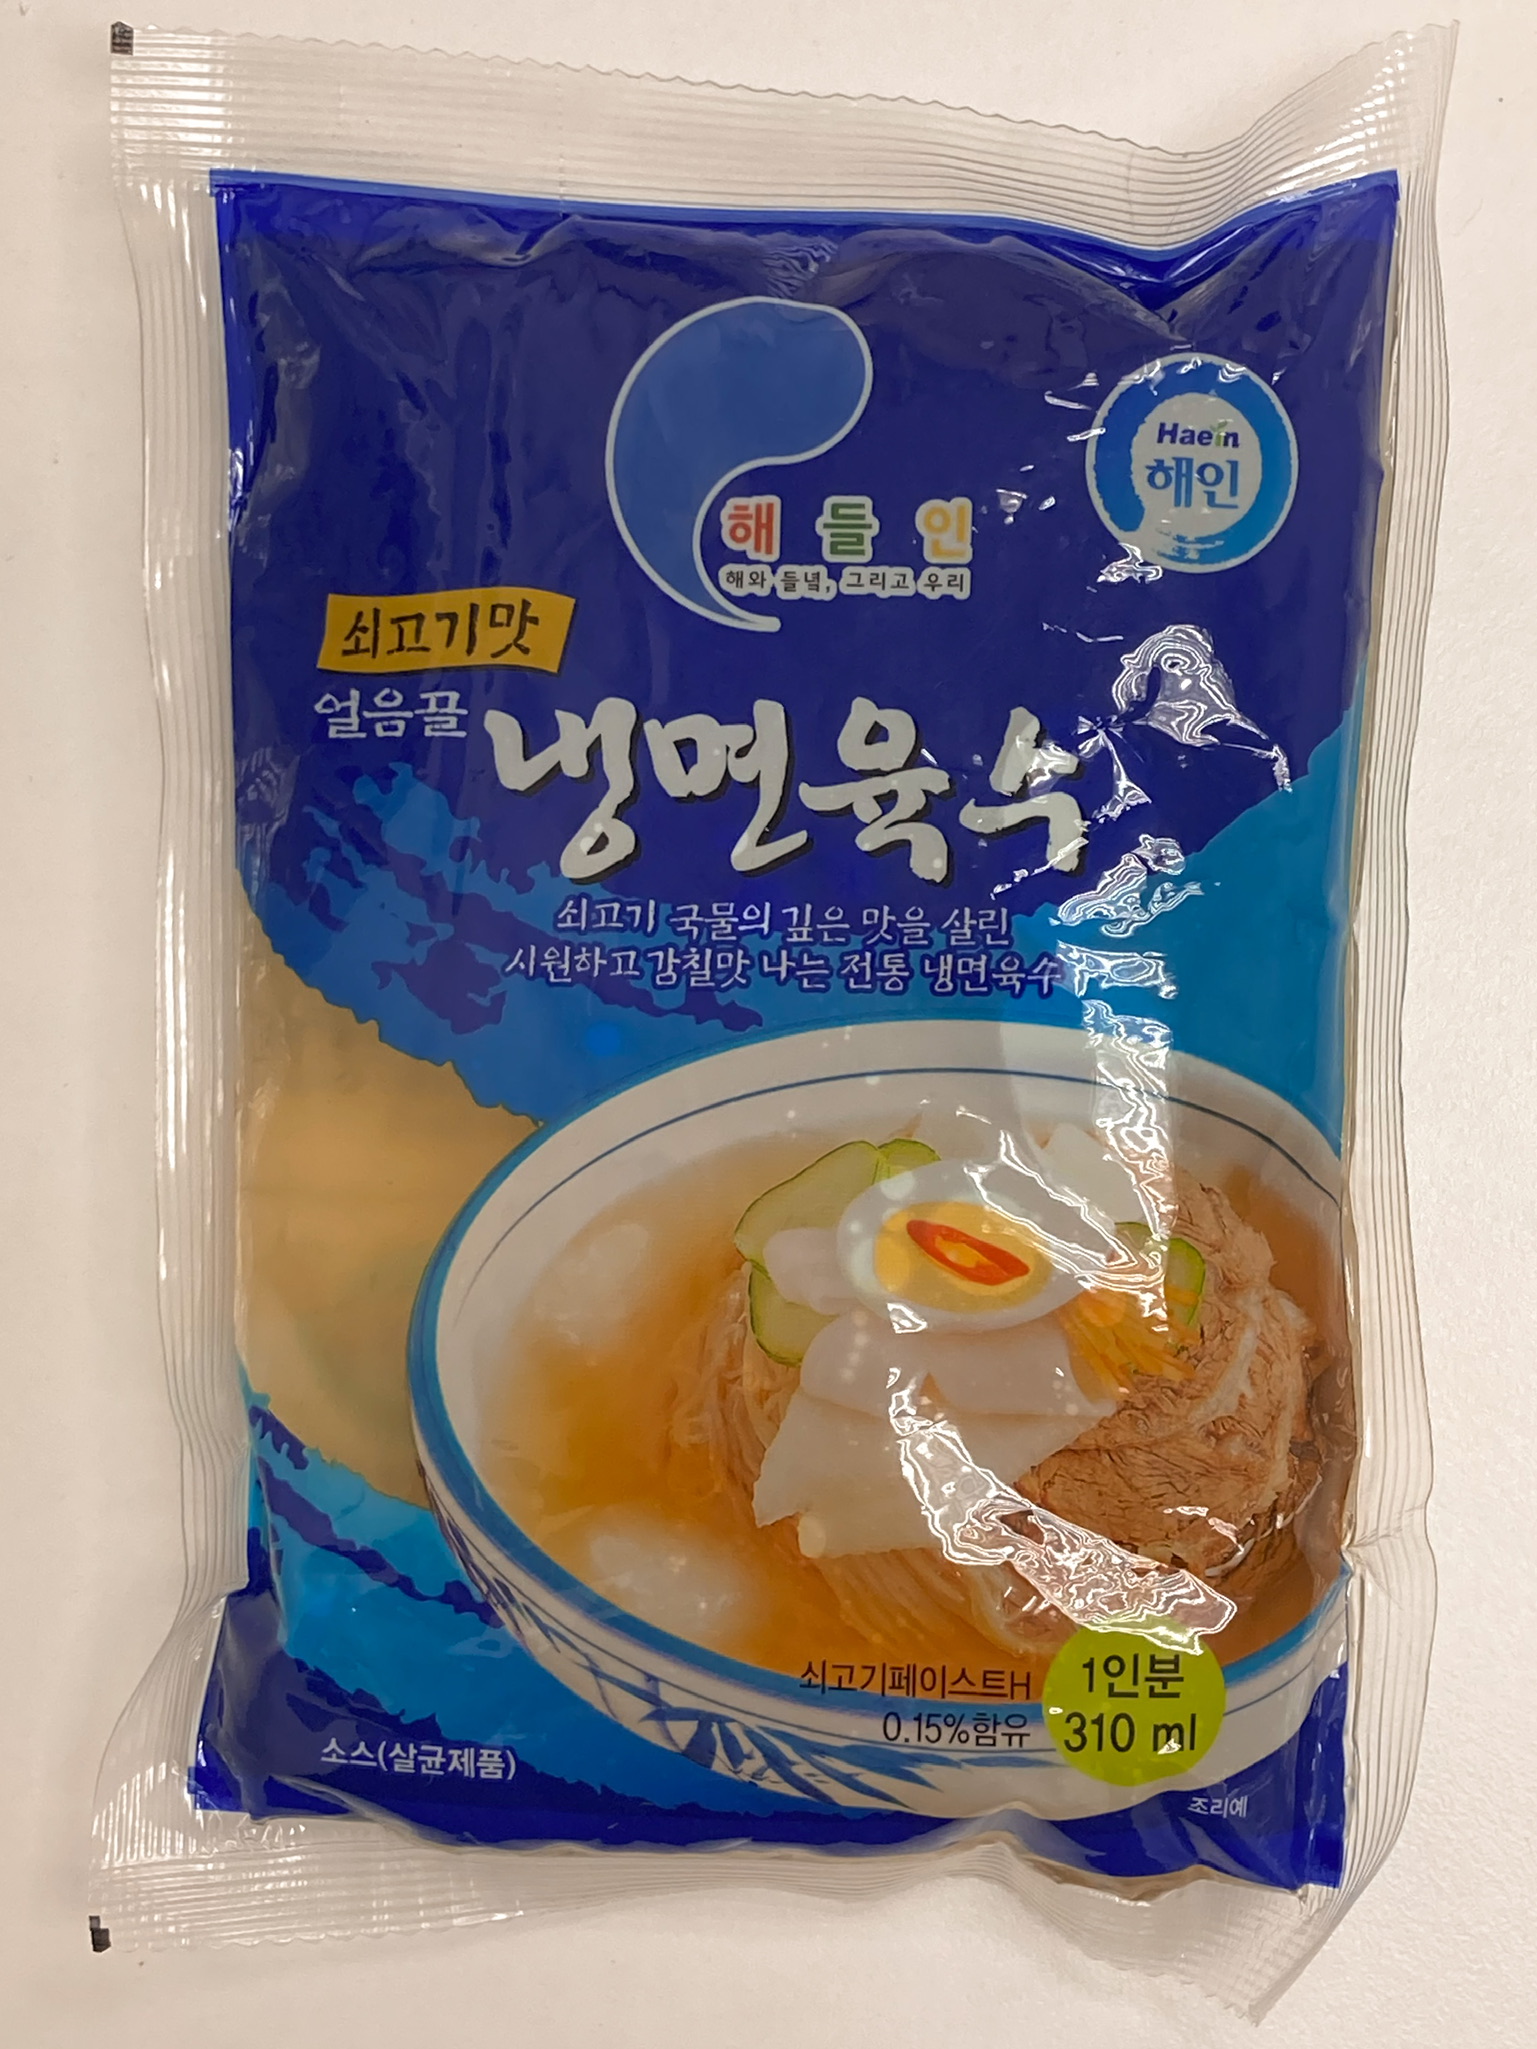 Haein
해인
해들인
해와 들녘, 그리고 우리
쇠고기맛
얼음꿀
냉면육수
쇠고기 국물의 깊은 맛을 살린
시원하고 감칠맛 나는 전통 냉면육수
쇠고기페이스트H
0.15%함유
1인분
310 ml
소스(살균제품)
조리예